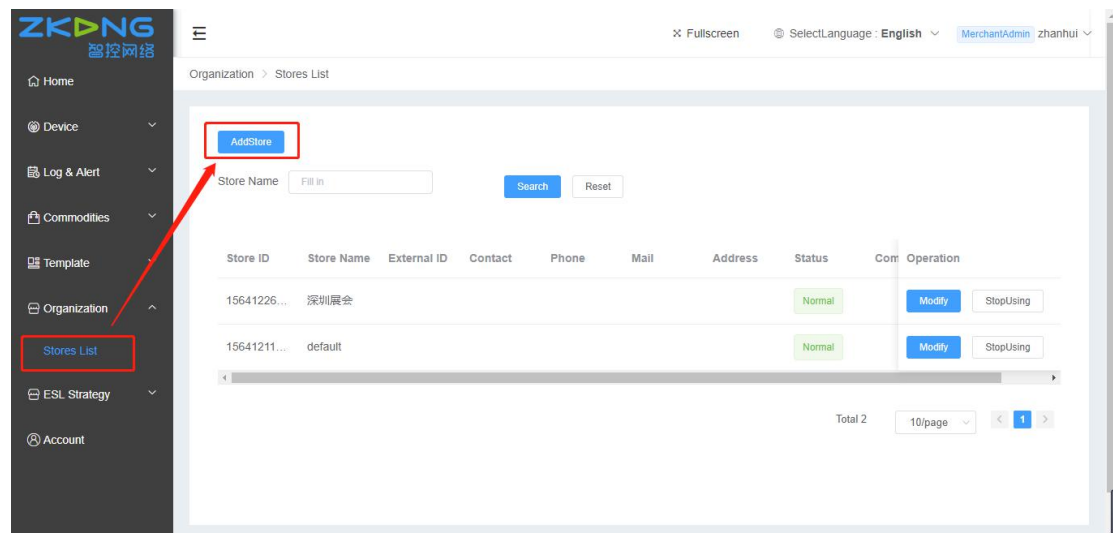 ZKDNG
智控网络
Home
Device
Log & Alert
Commodities
Template
Organization
Stores List
ESL Strategy
Account
Fullscreen
SelectLanguage : English
MerchantAdmin zhanhui
Organization > Stores List
AddStore
Store Name Fill in Search Reset
Store ID Store Name External ID Contact Phone Mail Address Status Com Operation
15641226... 深圳展会 Normal Modify StopUsing
15641211... default Normal Modify StopUsing
Total 2 10/page < 1 >